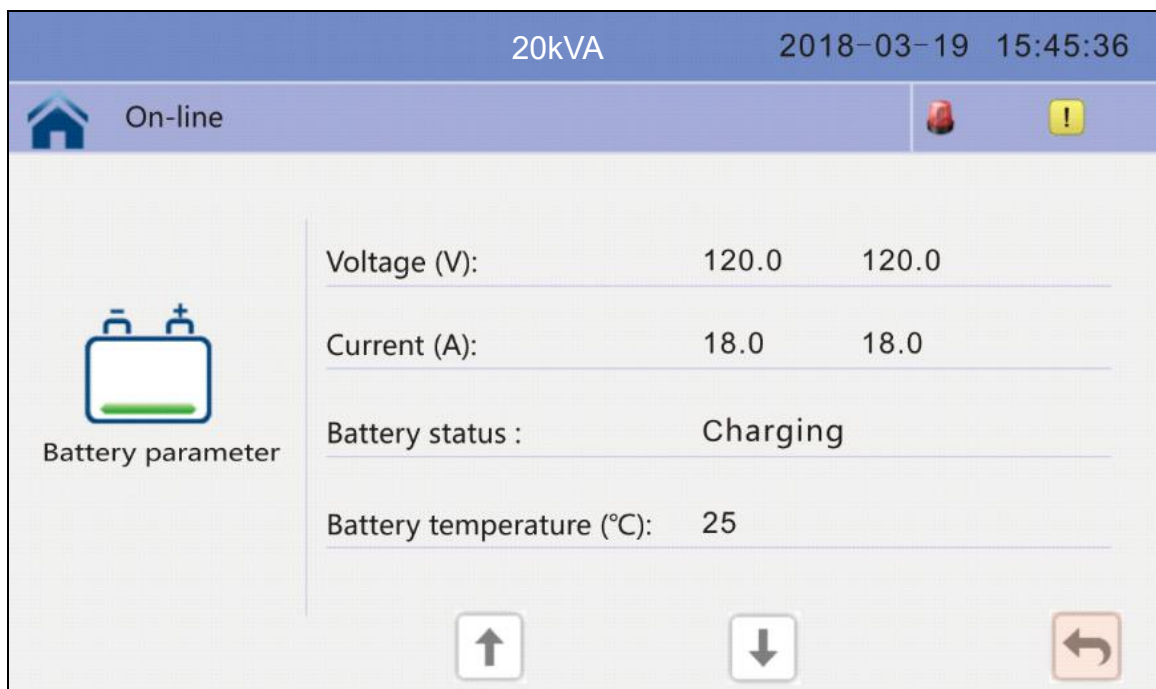 20kVA 2018-03-19 15:45:36
On-line !
Voltage (V): 120.0 120.0
Current (A): 18.0 18.0
Battery status : Charging
Battery parameter
Battery temperature (℃): 25